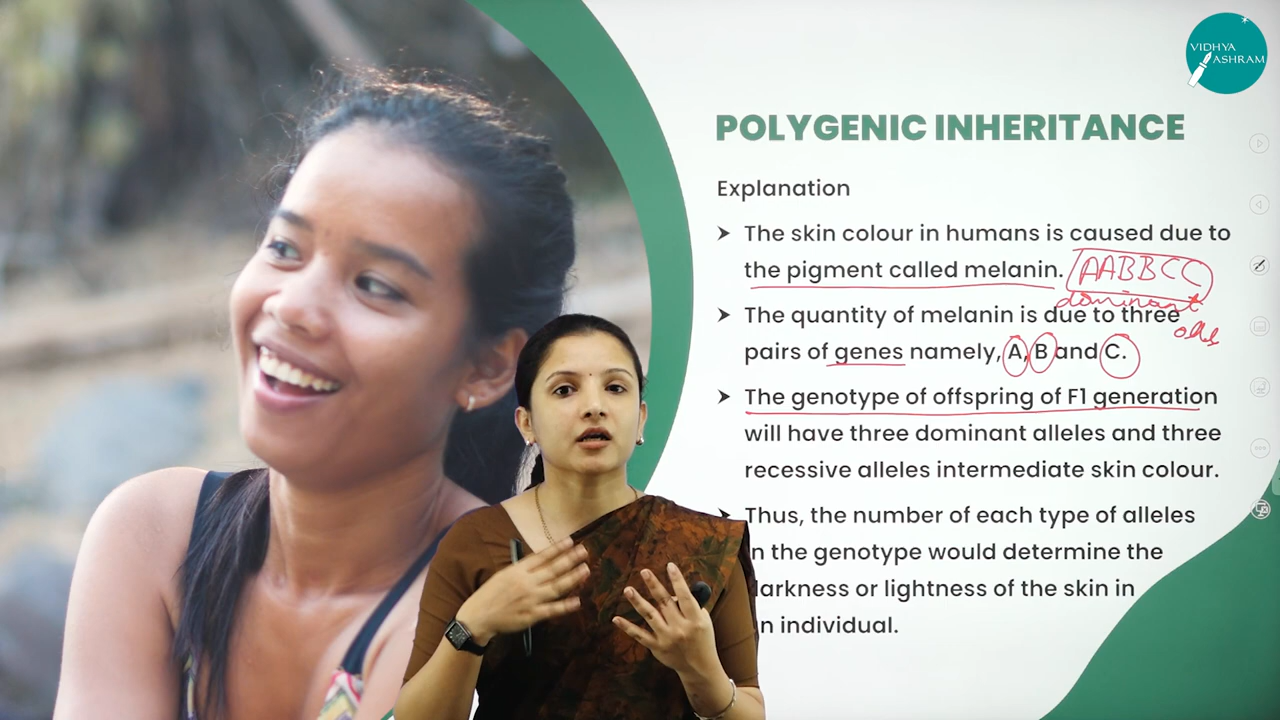 VIDHYA
ASHRAM
POLYGENIC INHERITANCE
Explanation
➤ The skin colour in humans is caused due to
the pigment called melanin. AABBCC
dominant
➤ The quantity of melanin is due to three
pairs of genes namely, A, B and C.
➤ The genotype of offspring of F1 generation
will have three dominant alleles and three
recessive alleles intermediate skin colour.
Thus, the number of each type of alleles
the genotype would determine the
or lightness of the skin in
individual.